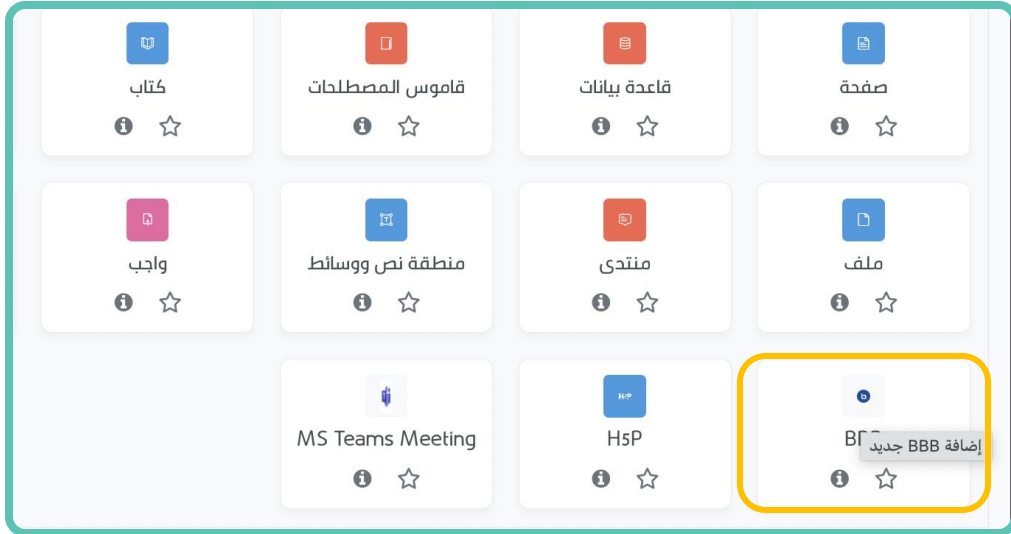 صفحة
قاعدة بيانات
قاموس المصطلحات
كتاب
ملف
منتدى
منطقة نص ووسائط
واجب
H5P
H5P
MS Teams Meeting
إضافة BBB جديد